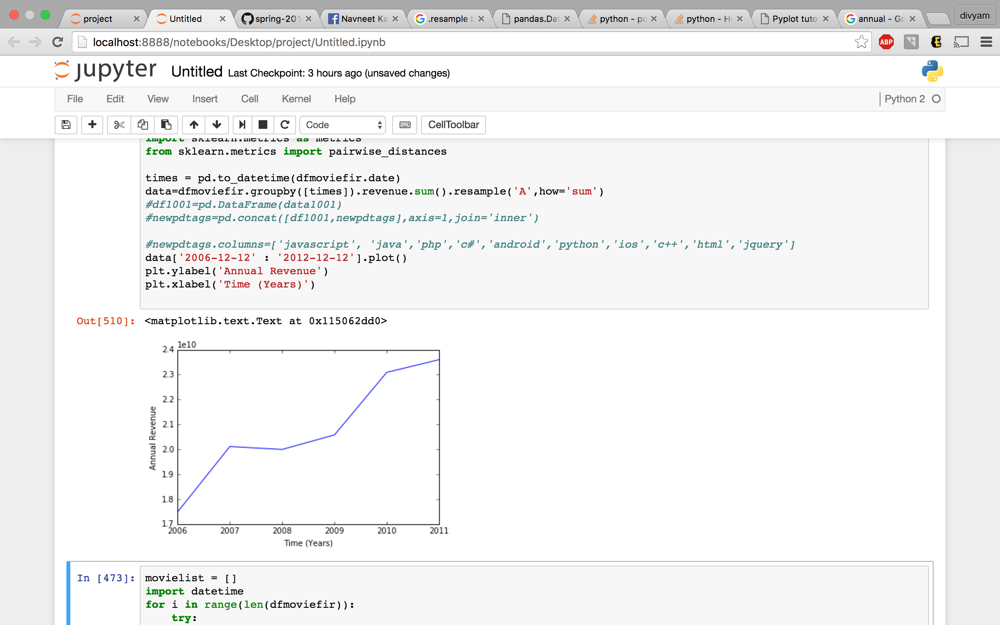 project
Untitled
spring-201
Navneet Ka
.resample
pandas.Dat
python - pa
python - H
Pyplot tuto
annual - Go
divyam
localhost:8888/notebooks/Desktop/project/Untitled.ipynb
ABP
jupyter Untitled Last Checkpoint: 3 hours ago (unsaved changes)
File Edit View Insert Cell Kernel Help Python 2
Code CellToolbar
import sklearn.metrics as metrics
from sklearn.metrics import pairwise_distances
times = pd.to_datetime(dfmoviefir.date)
data=dfmoviefir.groupby([times]).revenue.sum().resample('A',how='sum')
#df1001=pd.DataFrame(data1001)
#newpdtags=pd.concat([df1001,newpdtags],axis=1,join='inner')
#newpdtags.columns=['javascript', 'java','php','c#','android','python','ios','c++','html','jquery']
data['2006-12-12' : '2012-12-12'].plot()
plt.ylabel('Annual Revenue')
plt.xlabel('Time (Years)')
Out[510]: <matplotlib.text.Text at 0x115062dd0>
1e10
2.4
2.3
2.2
2.1
2.0
1.9
1.8
1.7
Annual Revenue
2006 2007 2008 2009 2010 2011
Time (Years)
In [473]: movielist = []
import datetime
for i in range(len(dfmoviefir)):
try: